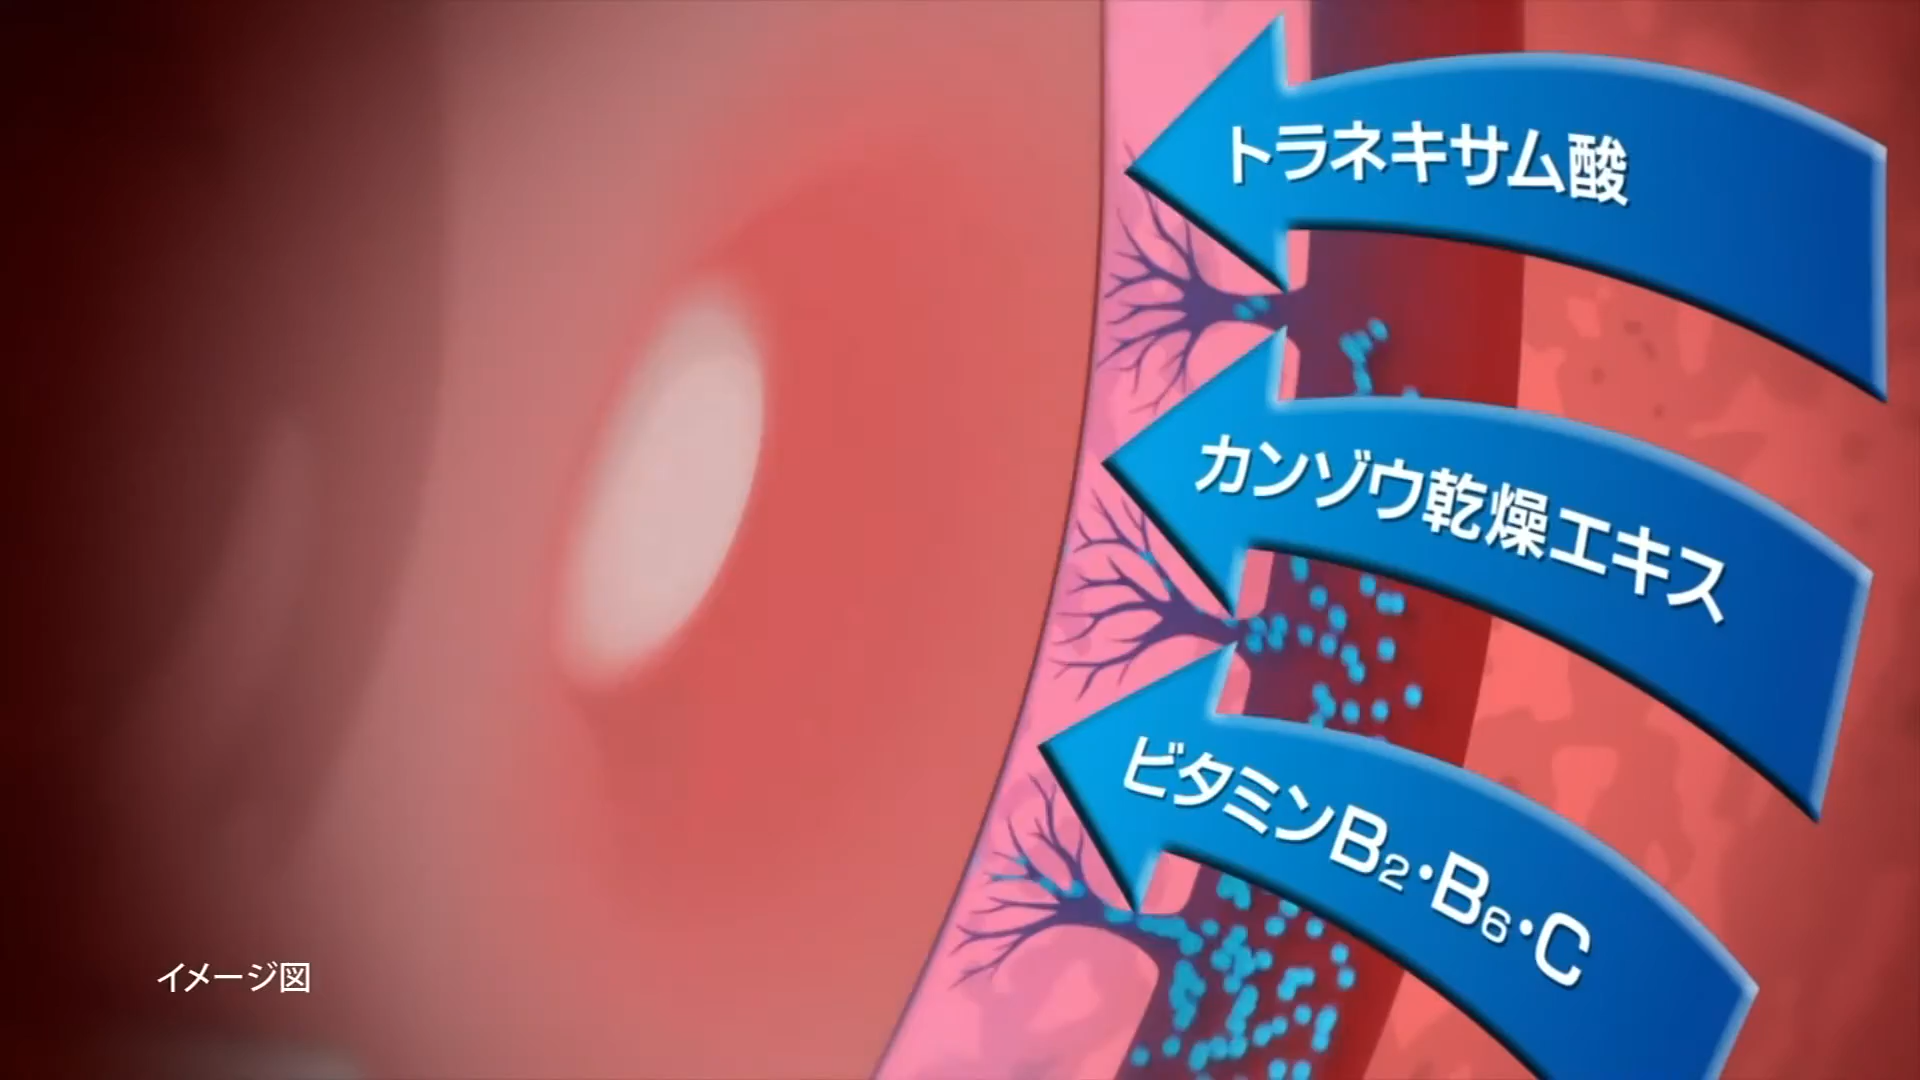 トラネキサム酸
カンゾウ乾燥エキス
ビタミンB₂・B₆・C
イメージ図